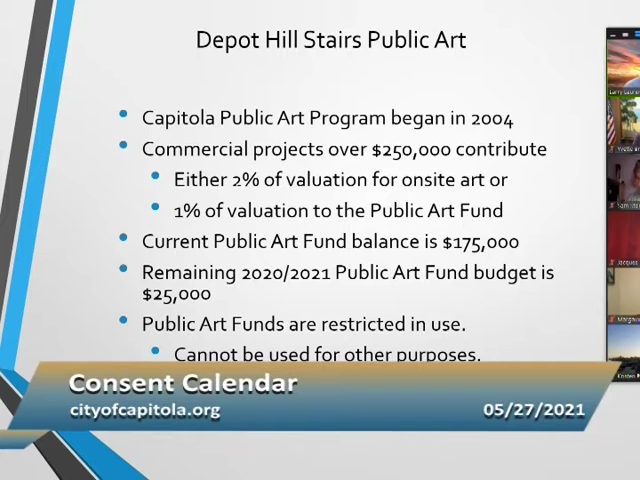 Depot Hill Stairs Public Art
• Capitola Public Art Program began in 2004
• Commercial projects over $250,000 contribute
• Either 2% of valuation for onsite art or
• 1% of valuation to the Public Art Fund
• Current Public Art Fund balance is $175,000
• Remaining 2020/2021 Public Art Fund budget is
$25,000
• Public Art Funds are restricted in use.
• Cannot be used for other purposes.
Consent Calendar
cityofcapitola.org
05/27/2021